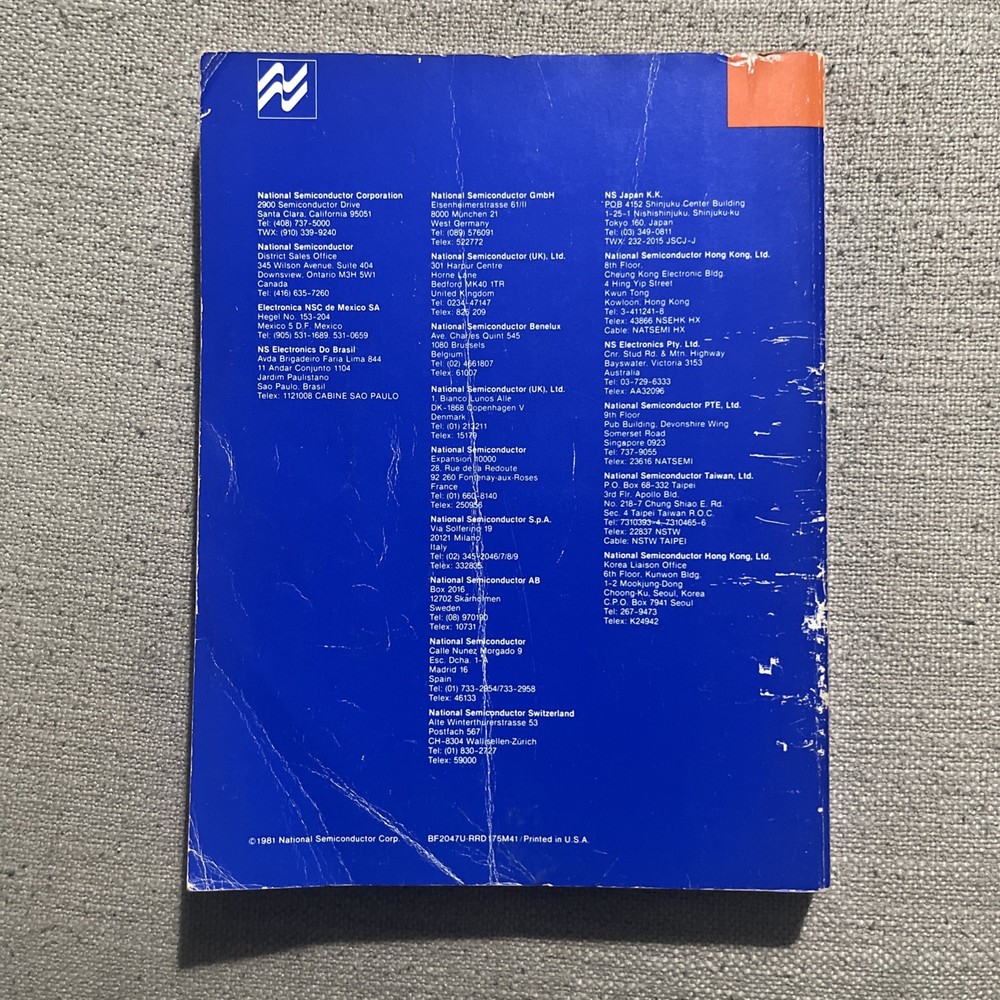 National Semiconductor Corporation
2900 Semiconductor Drive
Santa Clara, California 95051
Tel: (408) 737-5000
TWX: (910) 339-9240
National Semiconductor
District Sales Office
345 Wilson Avenue, Suite 404
Downsview, Ontario M3H 5W1
Canada
Tel: (416) 635-7260
Electronica NSC de Mexico SA
Hegel No. 153-204
Mexico 5 D.F. Mexico
Tel: (905) 531-1689, 531-0659
NS Electronics Do Brasil
Avda Brigadeiro Faria Lima 844
11 Andar Conjunto 1104
Jardim Paulistano
Sao Paulo, Brasil
Telex: 1121008 CABINE SAO PAULO
National Semiconductor GmbH
Elsenheimerstrasse 61/II
8000 München 21
West Germany
Tel: (089) 576091
Telex: 522772
National Semiconductor (UK), Ltd.
301 Harpur Centre
Horne Lane
Bedford MK40 1TR
United Kingdom
Tel: 0234-47147
Telex: 826 209
National Semiconductor Benelux
Ave. Charles Quint 545
1080 Brussels
Belgium
Tel: (02) 4661807
Telex: 61007
National Semiconductor (UK), Ltd.
1, Bianco Lunos Alle
DK-1868 Copenhagen V
Denmark
Tel: (01) 213211
Telex: 15179
National Semiconductor
Expansion 10000
28, Rue de la Redoute
92 260 Fontenay-aux-Roses
France
Tel: (01) 660-8140
Telex: 250956
National Semiconductor S.p.A.
Via Solferino 19
20121 Milano
Italy
Tel: (02) 345-2046/7/8/9
Telex: 332835
National Semiconductor AB
Box 2016
12702 Skarholmen
Sweden
Tel: (08) 970190
Telex: 10731
National Semiconductor
Calle Nunez Morgado 9
Esc. Dcha. 1-A
Madrid 16
Spain
Tel: (01) 733-2954/733-2958
Telex: 46133
National Semiconductor Switzerland
Alte Winterthurerstrasse 53
Postfach 567
CH-8304 Wallisellen-Zürich
Tel: (01) 830-2727
Telex: 59000
NS Japan K.K.
POB 4152 Shinjuku Center Building
1-25-1 Nishishinjuku, Shinjuku-ku
Tokyo 160, Japan
Tel: (03) 349-0811
TWX: 232-2015 JSCJ-J
National Semiconductor Hong Kong, Ltd.
8th Floor,
Cheung Kong Electronic Bldg.
4 Hing Yip Street
Kwun Tong
Kowloon, Hong Kong
Tel: 3-411241-8
Telex: 43866 NSEHK HX
Cable: NATSEMI HX
NS Electronics Pty. Ltd.
Cnr. Stud Rd. & Mtn. Highway
Bayswater, Victoria 3153
Australia
Tel: 03-729-6333
Telex: AA32096
National Semiconductor PTE, Ltd.
9th Floor
Pub Building, Devonshire Wing
Somerset Road
Singapore 0923
Tel: 737-9055
Telex: 23616 NATSEMI
National Semiconductor Taiwan, Ltd.
P.O. Box 68-332 Taipei
3rd Flr. Apollo Bld.
No. 218-7 Chung Shiao E. Rd.
Sec. 4 Taipei Taiwan R.O.C.
Tel: 7310393-4, 7310465-6
Telex: 22837 NSTW
Cable: NSTW TAIPEI
National Semiconductor Hong Kong, Ltd.
Korea Liaison Office
6th Floor, Kunwon Bldg.
1-2 Mookjung-Dong
Choong-Ku, Seoul, Korea
C.P.O. Box 7941 Seoul
Tel: 267-9473
Telex: K24942
©1981 National Semiconductor Corp.
BF2047U-RRD175M41/Printed in U.S.A.